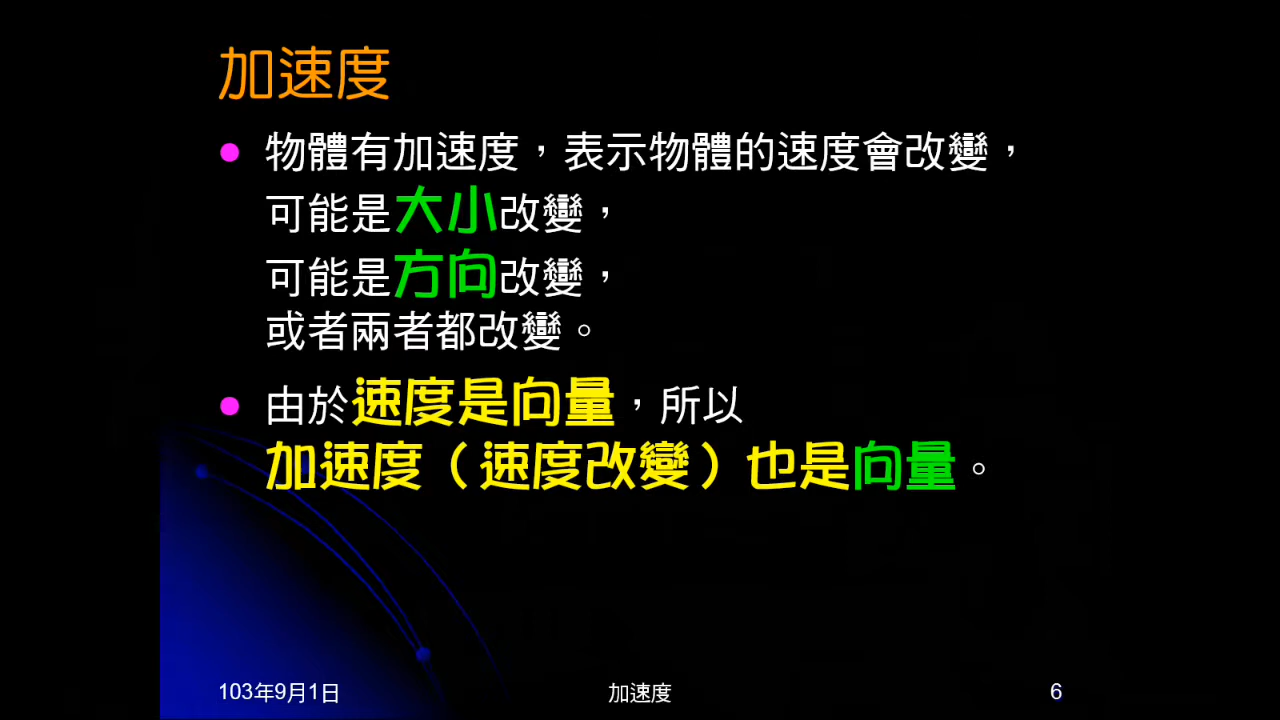 加速度
物體有加速度，表示物體的速度會改變，
可能是大小改變，
可能是方向改變，
或者兩者都改變。
由於速度是向量，所以
加速度（速度改變）也是向量。
103年9月1日
加速度
6